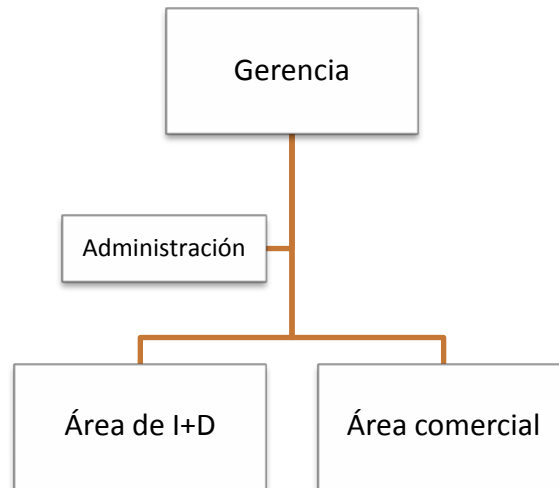 Gerencia
Administración
Área de I+D
Área comercial